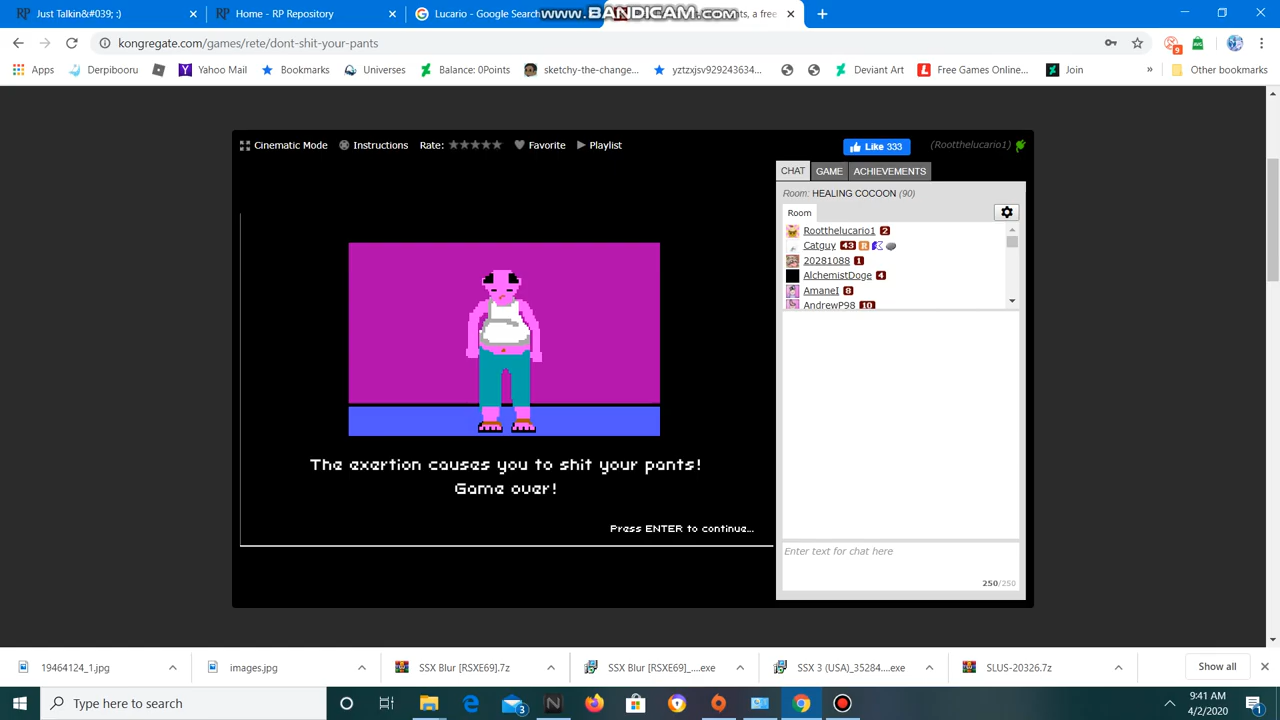 Just Talkin&#039;
Home - RP Repository
Lucario - Google Search
www.BANDICAM.com
nts, a free
kongregate.com/games/rete/dont-shit-your-pants
9
Apps
Derpibooru
Yahoo Mail
Bookmarks
Universes
Balance: 0Points
sketchy-the-change...
yztzxjsv929243634...
Deviant Art
Free Games Online...
Join
»
Other bookmarks
Cinematic Mode
Instructions
Rate:
Favorite
Playlist
Like 333
(Rootthelucario1)
CHAT
GAME
ACHIEVEMENTS
Room: HEALING COCOON (90)
Room
Rootthelucario1 2
Catguy 43 R
20281088 1
AlchemistDoge 4
AmaneI 8
AndrewP98 10
The exertion causes you to shit your pants!
Game over!
Press ENTER to continue...
Enter text for chat here
250/250
19464124_1.jpg
images.jpg
SSX Blur [RSXE69].7z
SSX Blur [RSXE69]_....exe
SSX 3 (USA)_35284....exe
SLUS-20326.7z
Show all
Type here to search
3
9:41 AM
4/2/2020
1